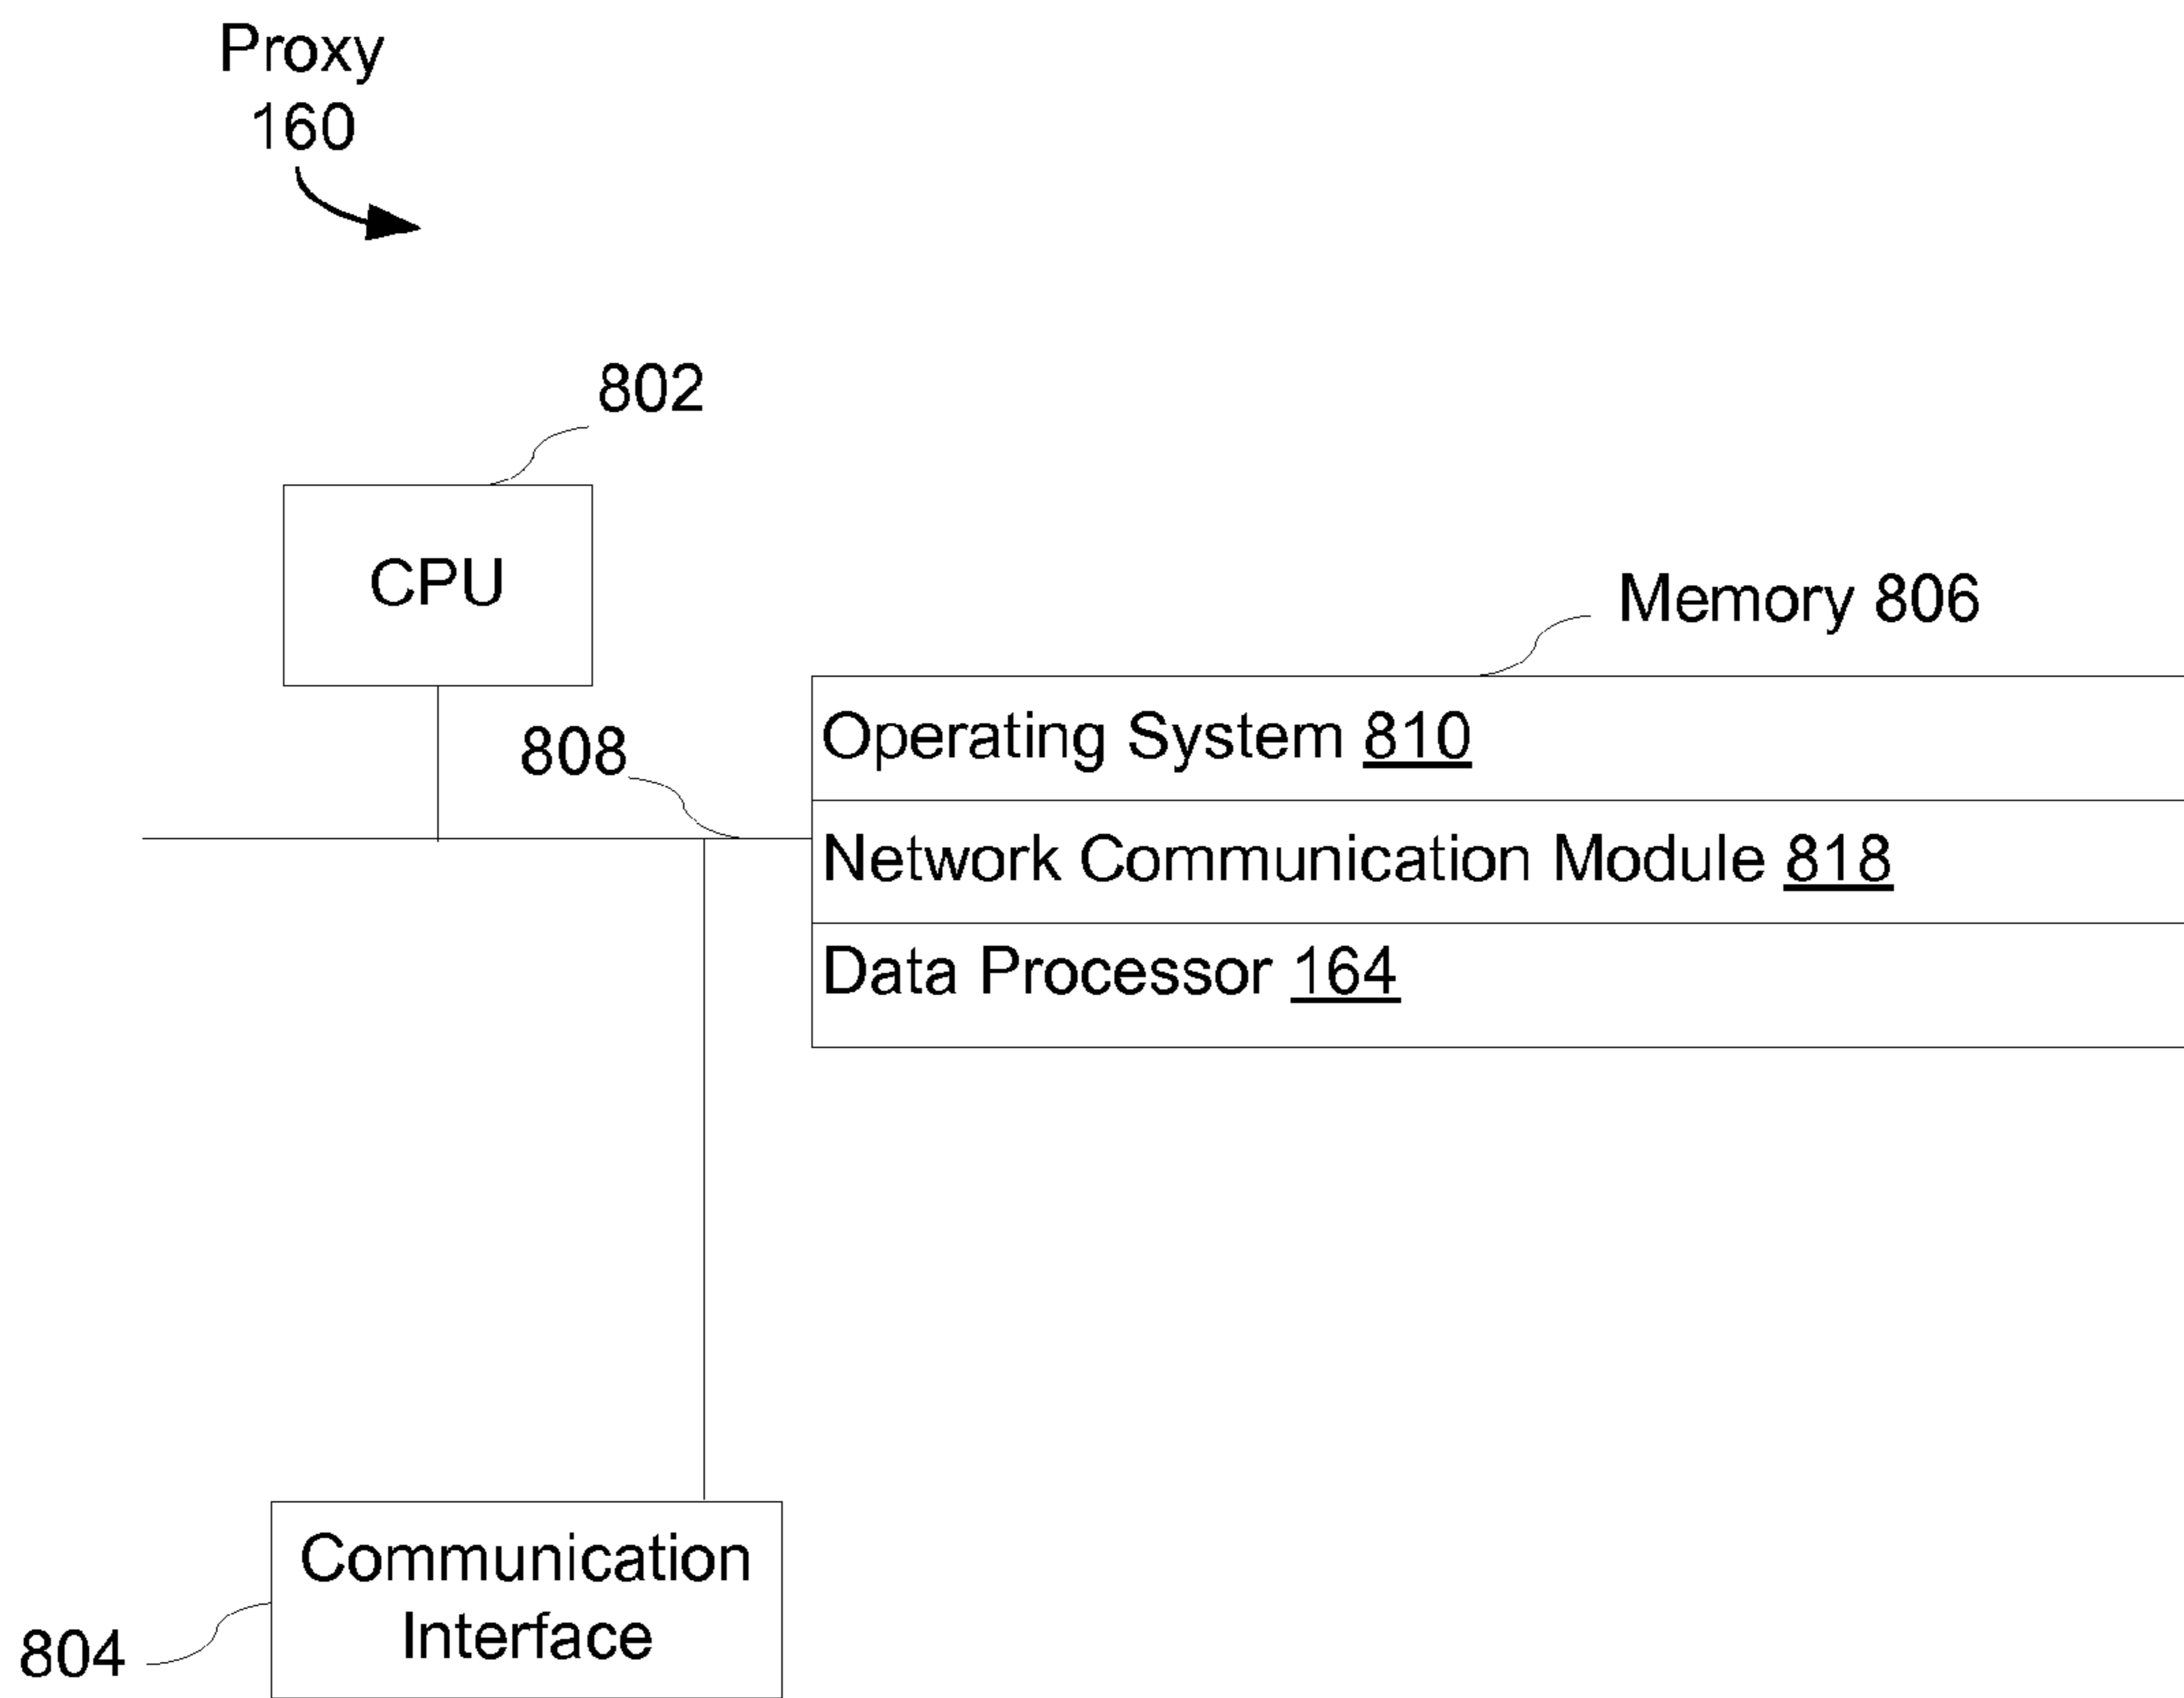 Proxy
160
802
CPU
Memory 806
808
Operating System 810
Network Communication Module 818
Data Processor 164
Communication
Interface
804